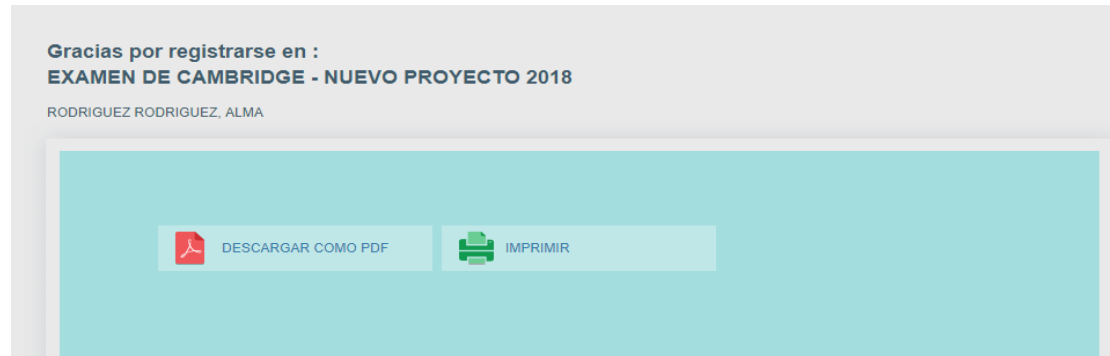 Gracias por registrarse en :
EXAMEN DE CAMBRIDGE - NUEVO PROYECTO 2018
RODRIGUEZ RODRIGUEZ, ALMA
DESCARGAR COMO PDF
IMPRIMIR